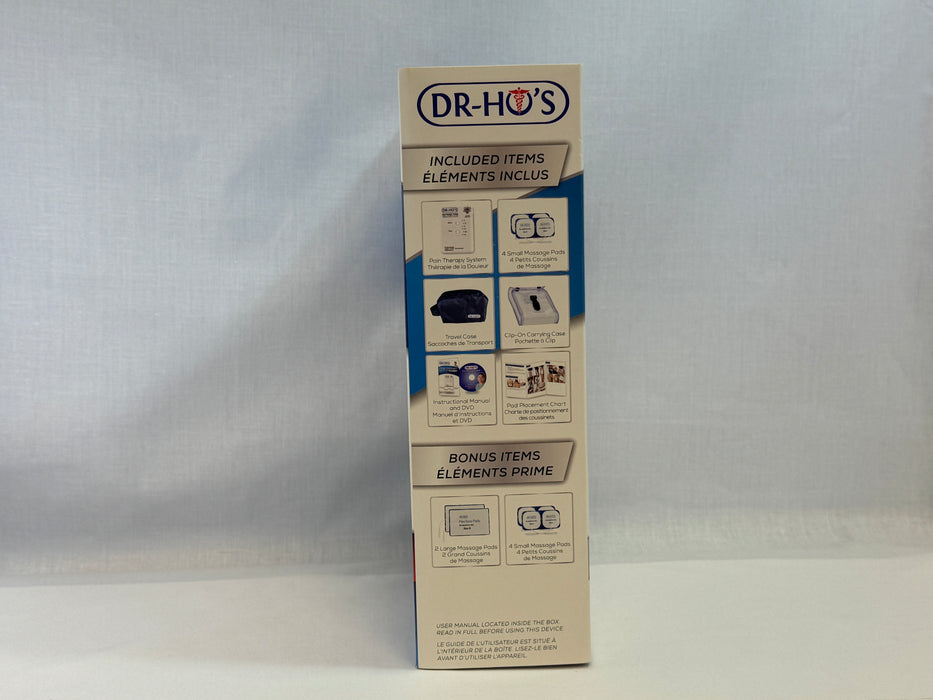 DR-HO'S
INCLUDED ITEMS
ÉLÉMENTS INCLUS
DR-HO'S
Pain Therapy System
Thérapie de la Douleur
4 Small Massage Pads
4 Petits Coussins
de Massage
Travel Case
Saccoches de Transport
Clip-On Carrying Case
Pochette à Clip
Instructional Manual
and DVD
Manuel d'Instructions
et DVD
Pad Placement Chart
Charte de positionnement
des coussinets
BONUS ITEMS
ÉLÉMENTS PRIME
2 Large Massage Pads
2 Grand Coussins
de Massage
4 Small Massage Pads
4 Petits Coussins
de Massage
USER MANUAL LOCATED INSIDE THE BOX.
READ IN FULL BEFORE USING THIS DEVICE.
LE GUIDE DE L'UTILISATEUR EST SITUÉ À
L'INTÉRIEUR DE LA BOÎTE. LISEZ-LE BIEN
AVANT D'UTILISER L'APPAREIL.